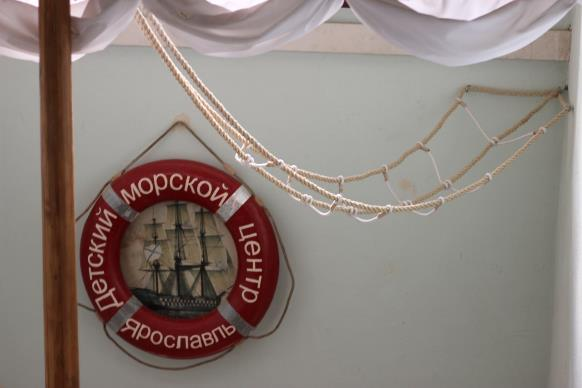 Детский
морской
центр
Ярославль